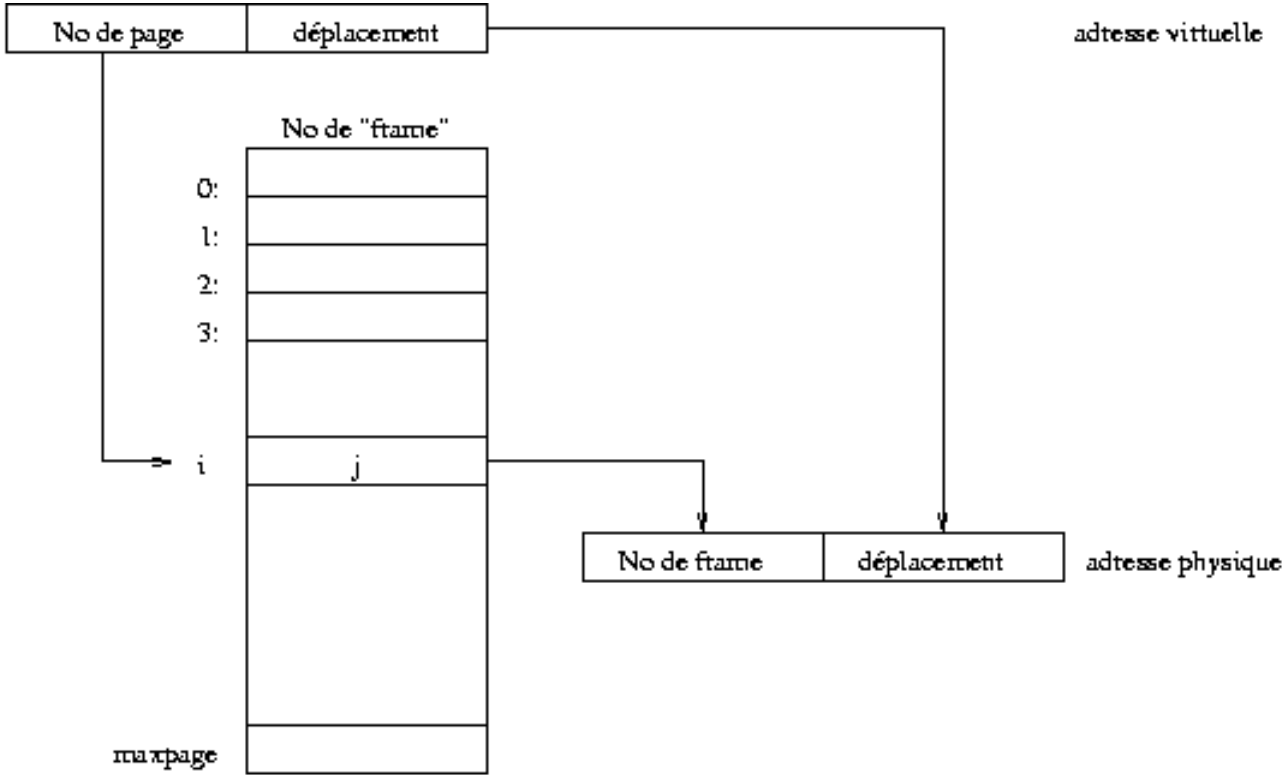 No de page déplacement adresse virtuelle
No de "frame"
0:
1:
2:
3:
i j
No de frame déplacement adresse physique
maxpage